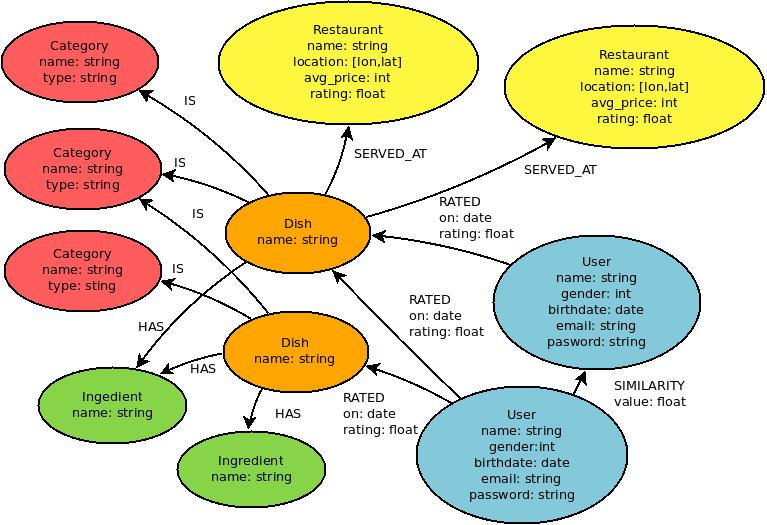 Category
name: string
type: string
Restaurant
name: string
location: [lon,lat]
avg_price: int
rating: float
Restaurant
name: string
location: [lon,lat]
avg_price: int
rating: float
IS
Category
name: string
type: string
IS
SERVED_AT
SERVED_AT
IS
Dish
name: string
RATED
on: date
rating: float
Category
name: string
type: sting
IS
User
name: string
gender: int
birthdate: date
email: string
pasword: string
HAS
RATED
on: date
rating: float
Dish
name: string
HAS
Ingedient
name: string
HAS
RATED
on: date
rating: float
SIMILARITY
value: float
User
name: string
gender:int
birthdate: date
email: string
password: string
Ingredient
name: string